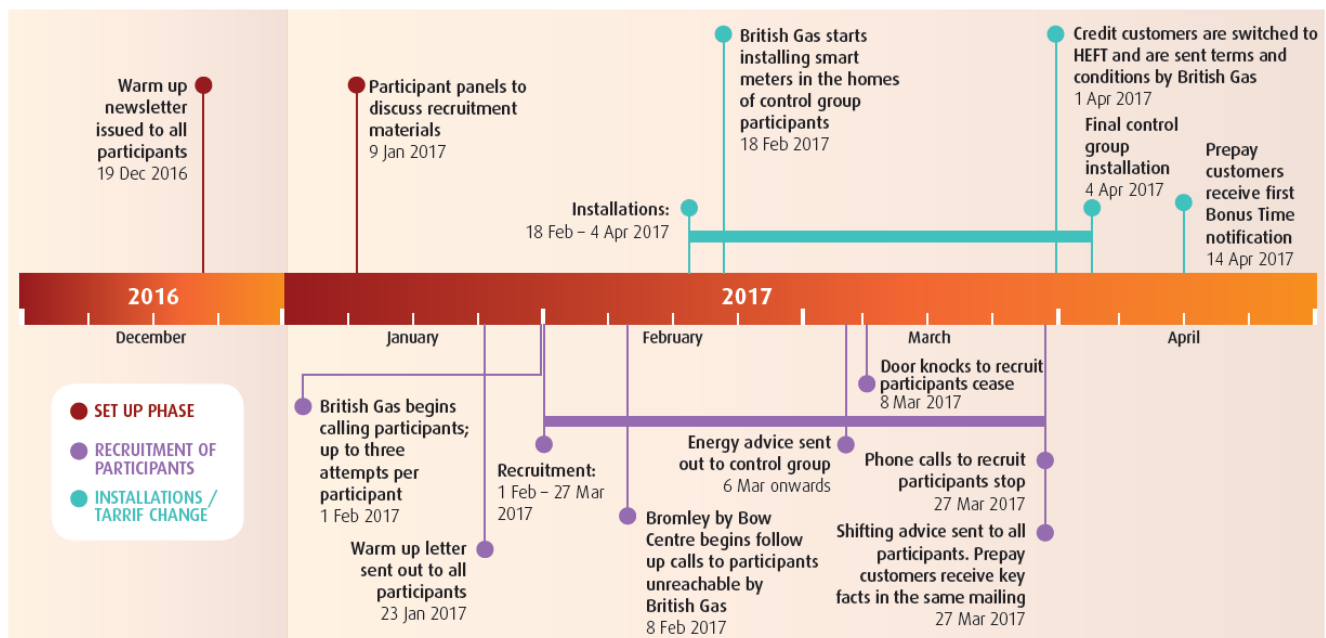 Warm up
newsletter
issued to all
participants
19 Dec 2016
Participant panels to
discuss recruitment
materials
9 Jan 2017
British Gas starts
installing smart
meters in the homes
of control group
participants
18 Feb 2017
Installations:
18 Feb – 4 Apr 2017
Credit customers are switched to
HEFT and are sent terms and
conditions by British Gas
1 Apr 2017
Final control
group
installation
4 Apr 2017
Prepay
customers
receive first
Bonus Time
notification
14 Apr 2017
2016
2017
December
January
February
March
April
SET UP PHASE
RECRUITMENT OF
PARTICIPANTS
INSTALLATIONS /
TARRIF CHANGE
British Gas begins
calling participants;
up to three
attempts per
participant
1 Feb 2017
Warm up letter
sent out to all
participants
23 Jan 2017
Recruitment:
1 Feb – 27 Mar
2017
Bromley by Bow
Centre begins follow
up calls to participants
unreachable by
British Gas
8 Feb 2017
Energy advice sent
out to control group
6 Mar onwards
Door knocks to recruit
participants cease
8 Mar 2017
Phone calls to recruit
participants stop
27 Mar 2017
Shifting advice sent to all
participants. Prepay
customers receive key
facts in the same mailing
27 Mar 2017